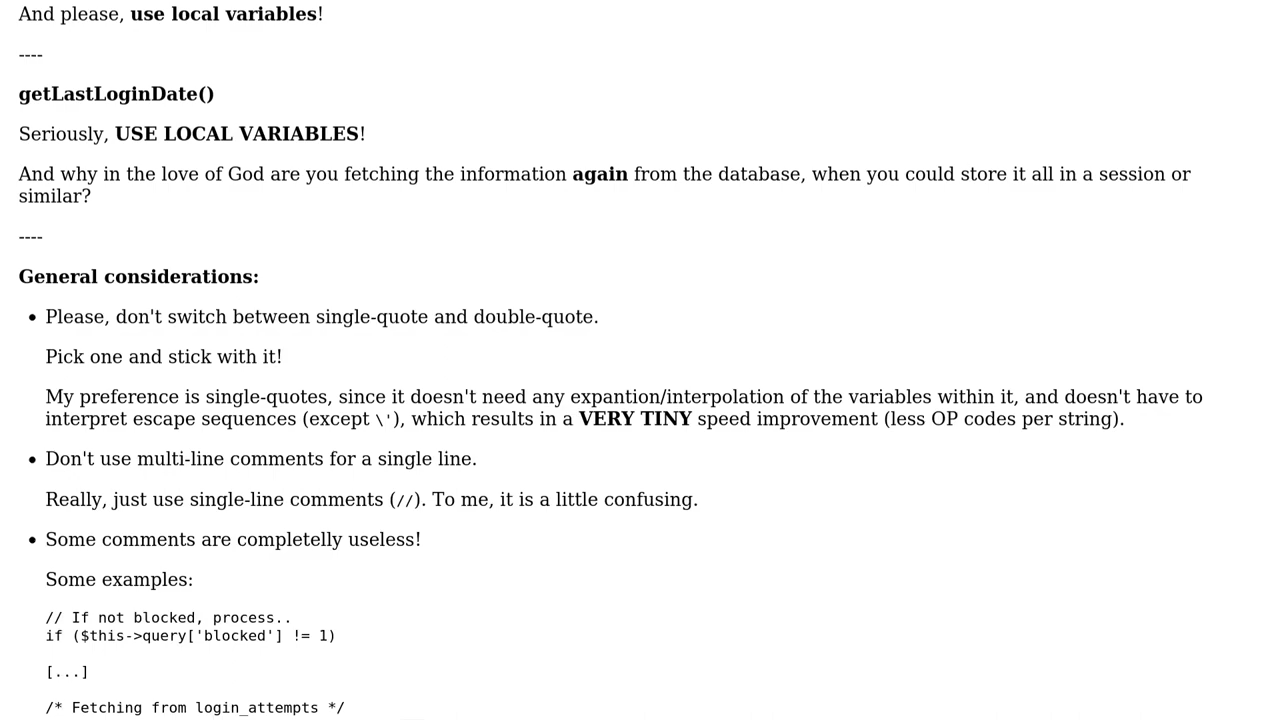 And please, use local variables!
----
getLastLoginDate()
Seriously, USE LOCAL VARIABLES!
And why in the love of God are you fetching the information again from the database, when you could store it all in a session or
similar?
----
General considerations:
• Please, don't switch between single-quote and double-quote.
Pick one and stick with it!
My preference is single-quotes, since it doesn't need any expantion/interpolation of the variables within it, and doesn't have to
interpret escape sequences (except \'), which results in a VERY TINY speed improvement (less OP codes per string).
• Don't use multi-line comments for a single line.
Really, just use single-line comments (//). To me, it is a little confusing.
• Some comments are completelly useless!
Some examples:
// If not blocked, process..
if ($this->query['blocked'] != 1)
[...]
/* Fetching from login_attempts */